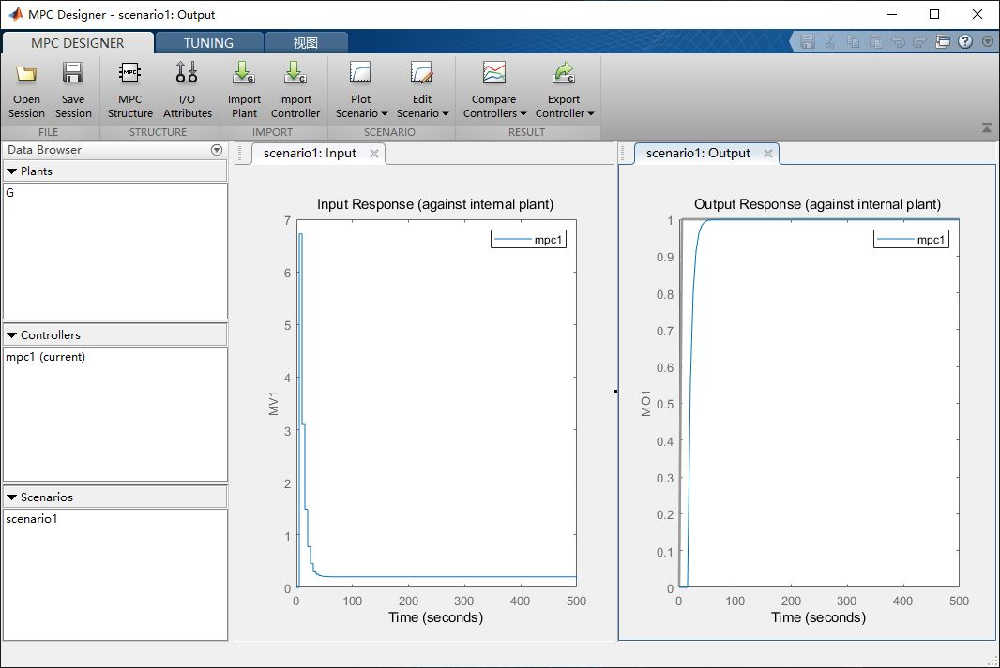 MPC Designer - scenario1: Output
MPC DESIGNER TUNING 视图
Open Session
Save Session
MPC Structure
I/O Attributes
Import Plant
Import Controller
Plot Scenario
Edit Scenario
Compare Controllers
Export Controller
FILE STRUCTURE IMPORT SCENARIO RESULT
Data Browser
Plants
G
Controllers
mpc1 (current)
Scenarios
scenario1
scenario1: Input
Input Response (against internal plant)
mpc1
7
6
5
4
3
2
1
0
MV1
0 100 200 300 400 500
Time (seconds)
scenario1: Output
Output Response (against internal plant)
mpc1
1
0.9
0.8
0.7
0.6
0.5
0.4
0.3
0.2
0.1
0
MO1
0 100 200 300 400 500
Time (seconds)